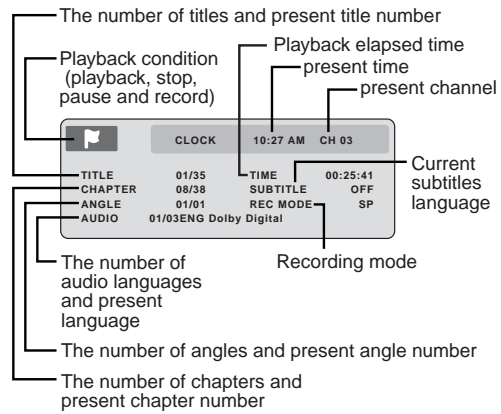 The number of titles and present title number
Playback elapsed time
Playback condition
(playback, stop,
pause and record)
present time
present channel
CLOCK 10:27 AM CH 03
TITLE 01/35 TIME 00:25:41
CHAPTER 08/38 SUBTITLE OFF
ANGLE 01/01 REC MODE SP
AUDIO 01/03ENG Dolby Digital
Current
subtitles
language
The number of
audio languages
and present
language
Recording mode
The number of angles and present angle number
The number of chapters and
present chapter number